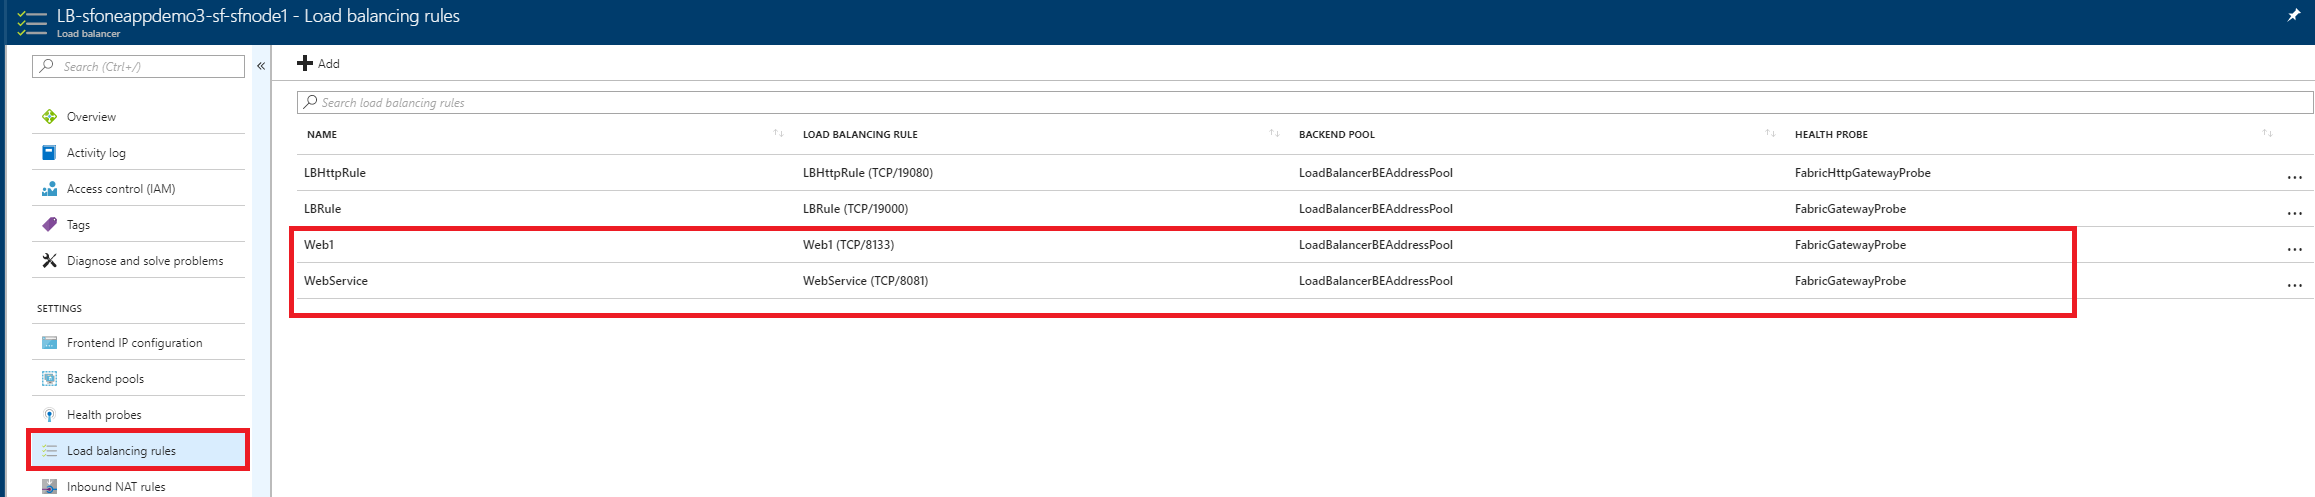 LB-sfoneappdemo3-sf-sfnode1 - Load balancing rules
Load balancer
Search (Ctrl+/)
«
Add
Search load balancing rules
Overview
Activity log
Access control (IAM)
Tags
Diagnose and solve problems
SETTINGS
Frontend IP configuration
Backend pools
Health probes
Load balancing rules
Inbound NAT rules
NAME LOAD BALANCING RULE BACKEND POOL HEALTH PROBE
LBHttpRule LBHttpRule (TCP/19080) LoadBalancerBEAddressPool FabricHttpGatewayProbe ...
LBRule LBRule (TCP/19000) LoadBalancerBEAddressPool FabricGatewayProbe ...
Web1 Web1 (TCP/8133) LoadBalancerBEAddressPool FabricGatewayProbe ...
WebService WebService (TCP/8081) LoadBalancerBEAddressPool FabricGatewayProbe ...